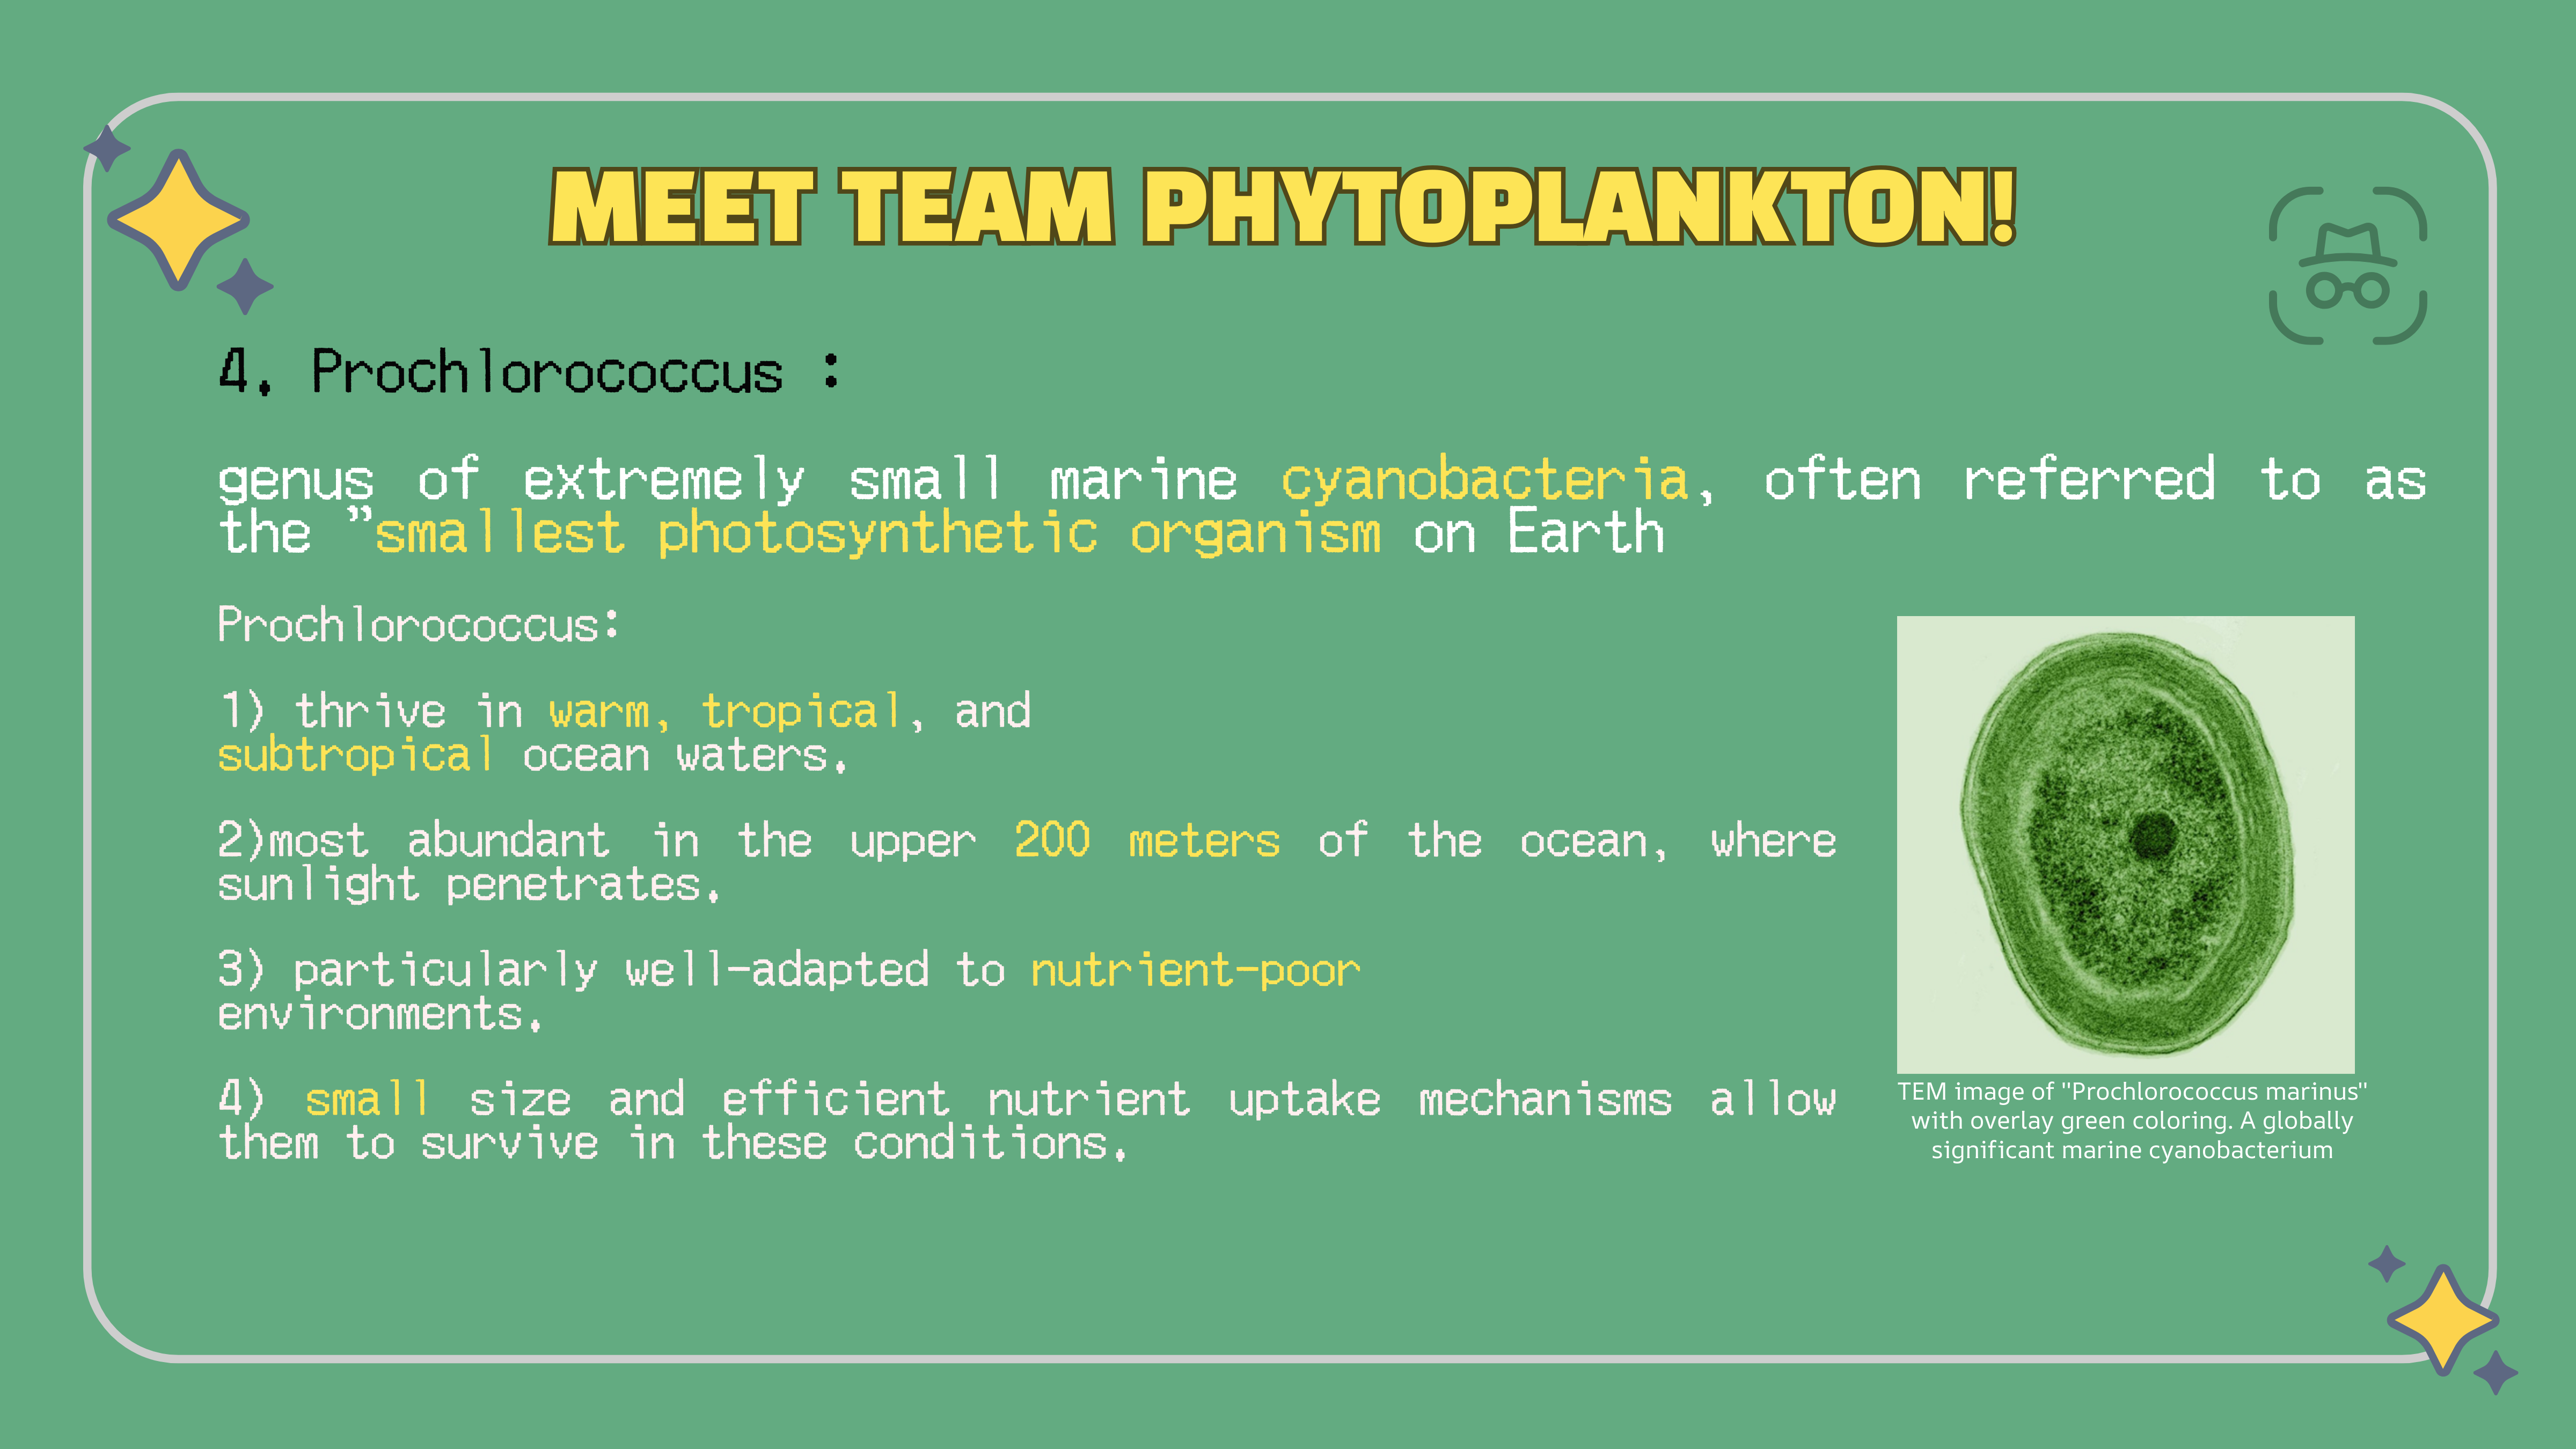 MEET TEAM PHYTOPLANKTON!
4. Prochlorococcus :
genus of extremely small marine cyanobacteria, often referred to as
the ”smallest photosynthetic organism on Earth
Prochlorococcus:
1) thrive in warm, tropical, and
subtropical ocean waters.
2)most abundant in the upper 200 meters of the ocean, where
sunlight penetrates.
3) particularly well-adapted to nutrient-poor
environments.
4) small size and efficient nutrient uptake mechanisms allow
them to survive in these conditions.
TEM image of "Prochlorococcus marinus"
with overlay green coloring. A globally
significant marine cyanobacterium